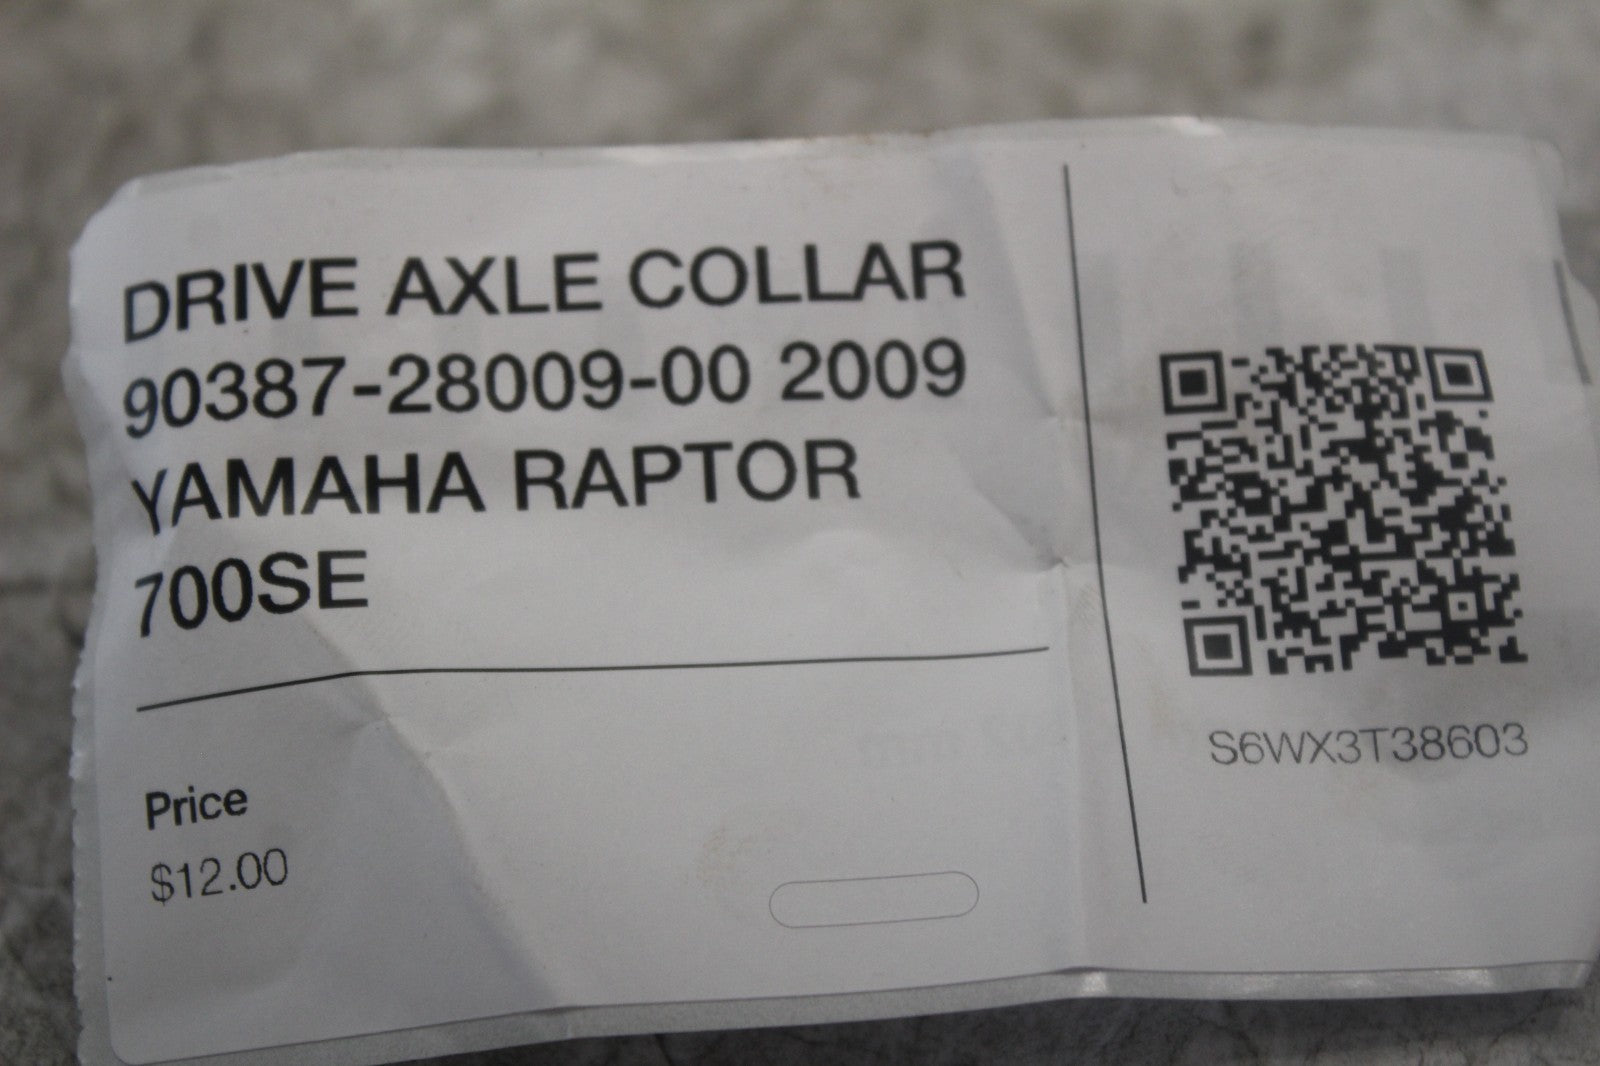 DRIVE AXLE COLLAR
90387-28009-00 2009
YAMAHA RAPTOR
700SE
Price
$12.00
S6WX3T38603